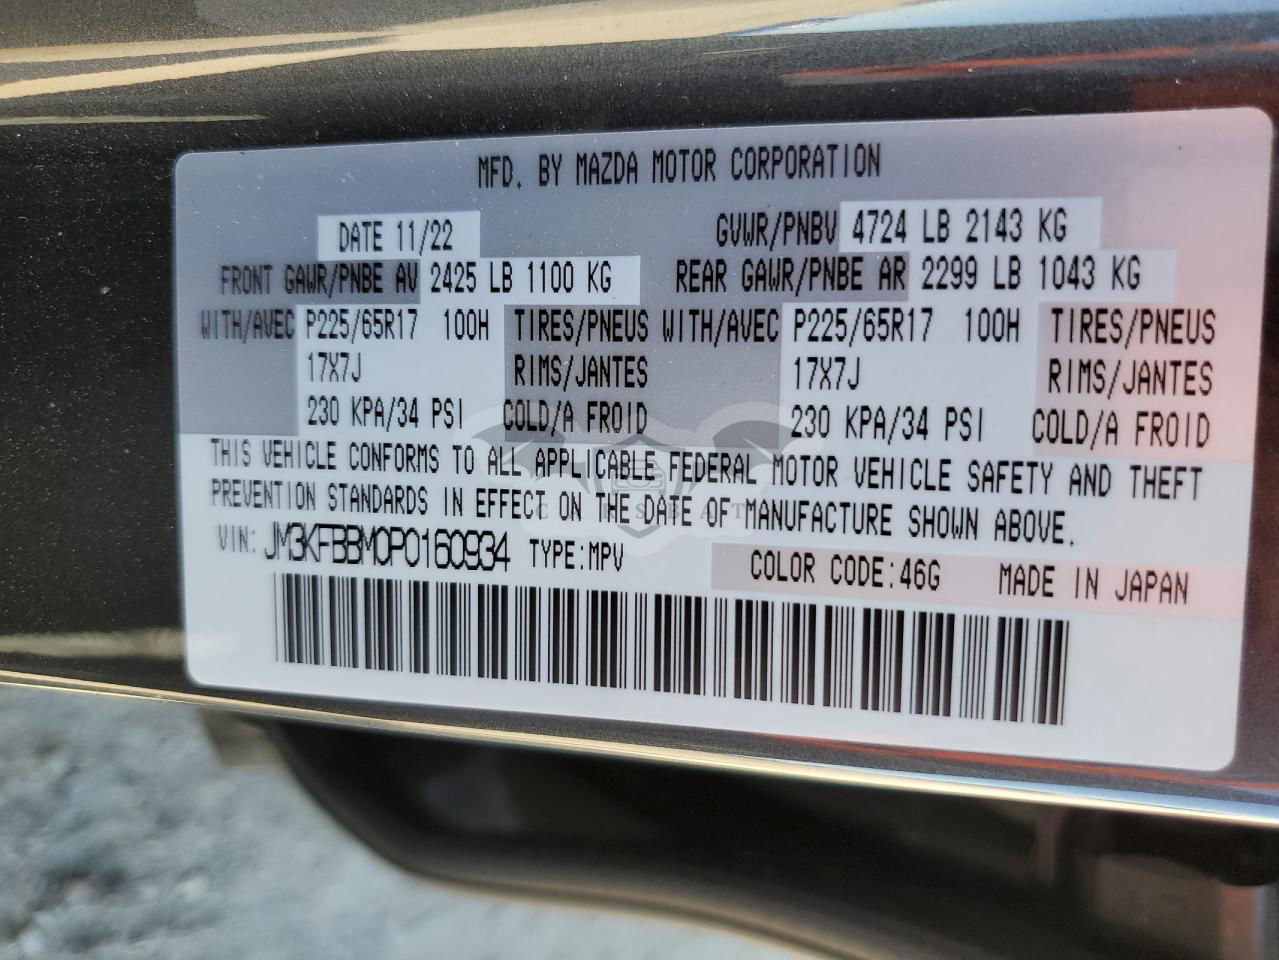 MFD. BY MAZDA MOTOR CORPORATION
DATE 11/22 GVWR/PNBV 4724 LB 2143 KG
FRONT GAWR/PNBE AV 2425 LB 1100 KG REAR GAWR/PNBE AR 2299 LB 1043 KG
WITH/AVEC P225/65R17 100H TIRES/PNEUS WITH/AVEC P225/65R17 100H TIRES/PNEUS
17X7J RIMS/JANTES 17X7J RIMS/JANTES
230 KPA/34 PSI COLD/A FROID 230 KPA/34 PSI COLD/A FROID
THIS VEHICLE CONFORMS TO ALL APPLICABLE FEDERAL MOTOR VEHICLE SAFETY AND THEFT
PREVENTION STANDARDS IN EFFECT ON THE DATE OF MANUFACTURE SHOWN ABOVE.
VIN: JM3KFBBM0P0160934 TYPE:MPV COLOR CODE:46G MADE IN JAPAN